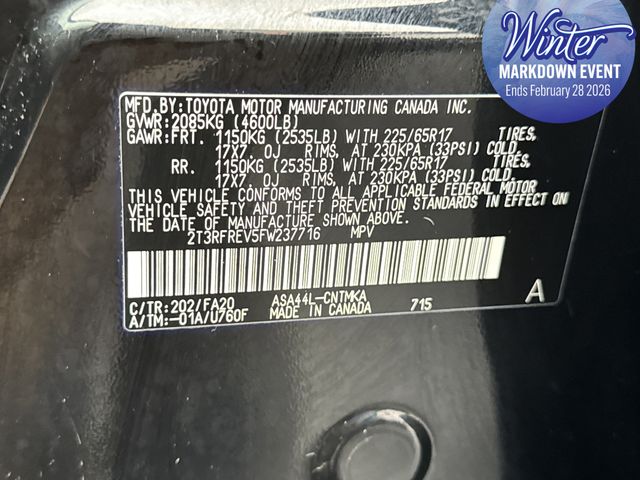 Winter
MARKDOWN EVENT
Ends February 28 2026
MFD.BY:TOYOTA MOTOR MANUFACTURING CANADA INC.
GVWR:2085KG (4600LB)
GAWR:FRT. 1150KG (2535LB) WITH 225/65R17 TIRES,
17X7 0J RIMS, AT 230KPA (33PSI) COLD,
RR. 1150KG (2535LB) WITH 225/65R17 TIRES,
17X7 0J RIMS, AT 230KPA (33PSI) COLD.
THIS VEHICLE CONFORMS TO ALL APPLICABLE FEDERAL MOTOR
VEHICLE SAFETY AND THEFT PREVENTION STANDARDS IN EFFECT ON
THE DATE OF MANUFACTURE SHOWN ABOVE.
2T3RFREV5FW237716 MPV
C/TR:202/FA20 ASA44L-CNTMKA 715 A
A/TM:-01A/U760F MADE IN CANADA